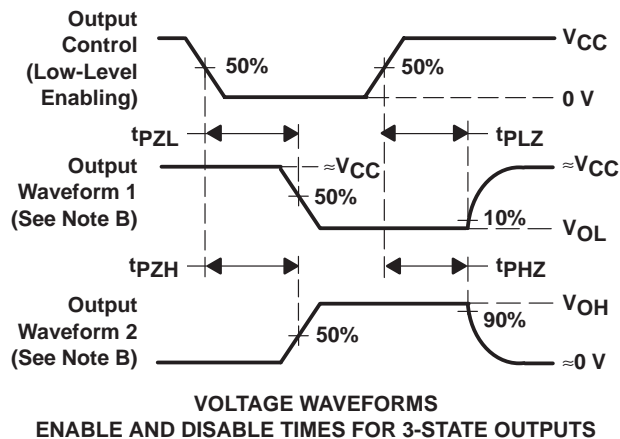 Output
Control
(Low-Level
Enabling)
50%
50%
VCC
0 V
tPZL
tPLZ
Output
Waveform 1
(See Note B)
≈VCC
50%
≈VCC
10%
VOL
tPZH
tPHZ
Output
Waveform 2
(See Note B)
50%
VOH
90%
≈0 V
VOLTAGE WAVEFORMS
ENABLE AND DISABLE TIMES FOR 3-STATE OUTPUTS